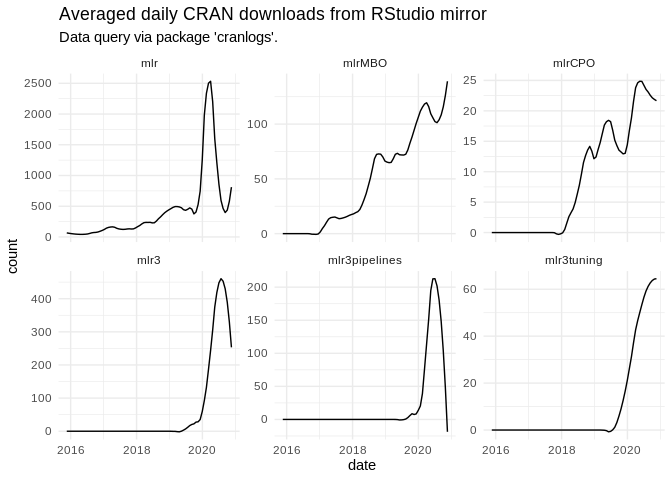 Averaged daily CRAN downloads from RStudio mirror
Data query via package 'cranlogs'.
mlr
mlrMBO
mlrCPO
2500
2000
1500
1000
500
0
100
50
0
25
20
15
10
5
0
count
mlr3
mlr3pipelines
mlr3tuning
400
300
200
100
0
200
150
100
50
0
60
40
20
0
2016 2018 2020
2016 2018 2020
2016 2018 2020
date